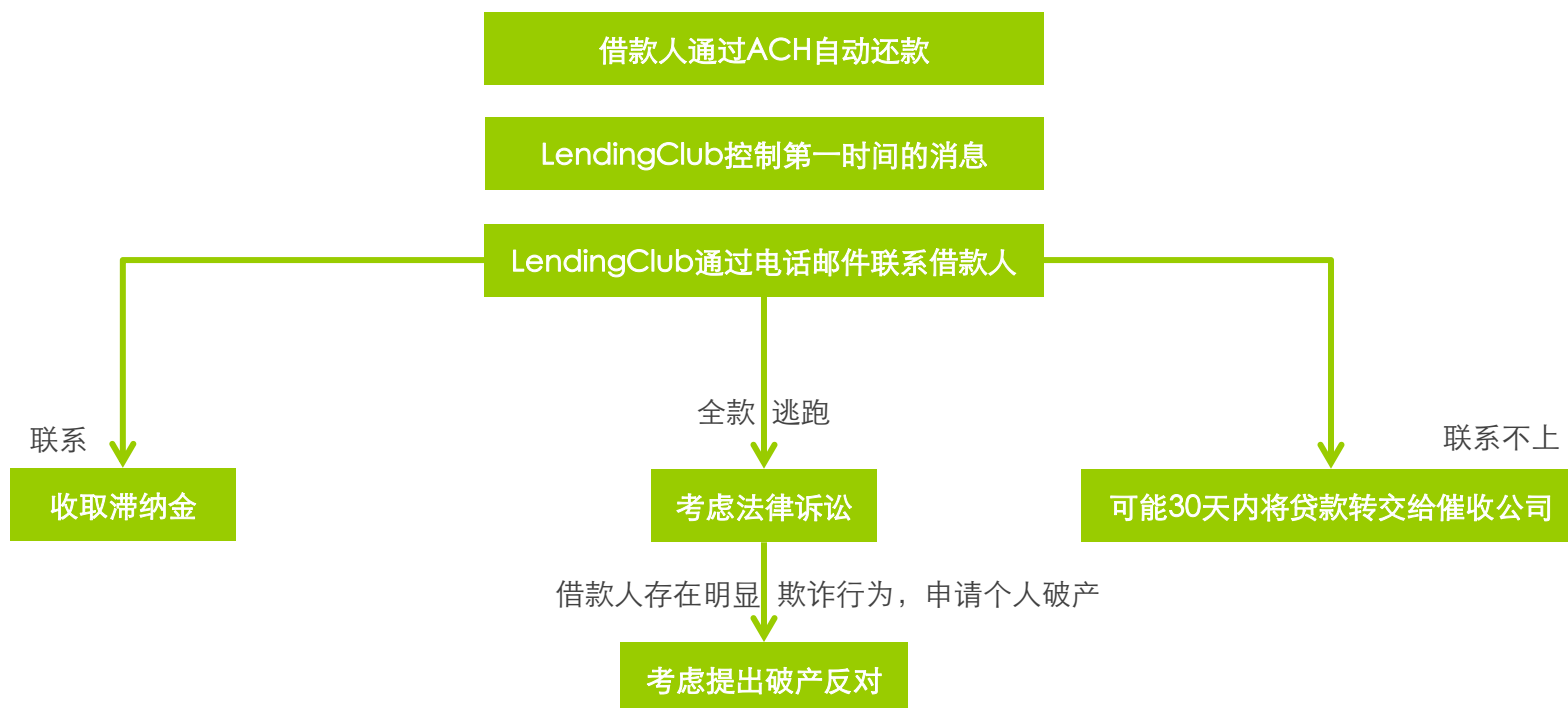 借款人通过ACH自动还款
LendingClub控制第一时间的消息
LendingClub通过电话邮件联系借款人
全款 逃跑
联系
联系不上
收取滞纳金
考虑法律诉讼
可能30天内将贷款转交给催收公司
借款人存在明显 欺诈行为，申请个人破产
考虑提出破产反对